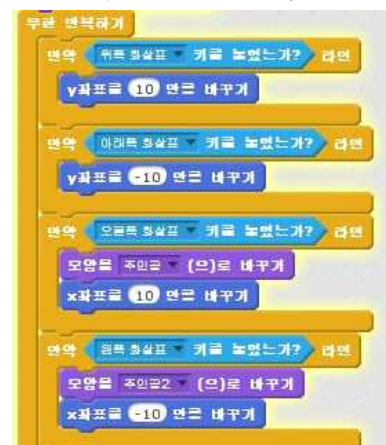 무한 반복하기
만약 위쪽 화살표 키를 눌렀는가? 라면
y좌표를 10 만큼 바꾸기
만약 아래쪽 화살표 키를 눌렀는가? 라면
y좌표를 -10 만큼 바꾸기
만약 오른쪽 화살표 키를 눌렀는가? 라면
모양을 주인공 (으)로 바꾸기
x좌표를 10 만큼 바꾸기
만약 왼쪽 화살표 키를 눌렀는가? 라면
모양을 주인공2 (으)로 바꾸기
x좌표를 -10 만큼 바꾸기